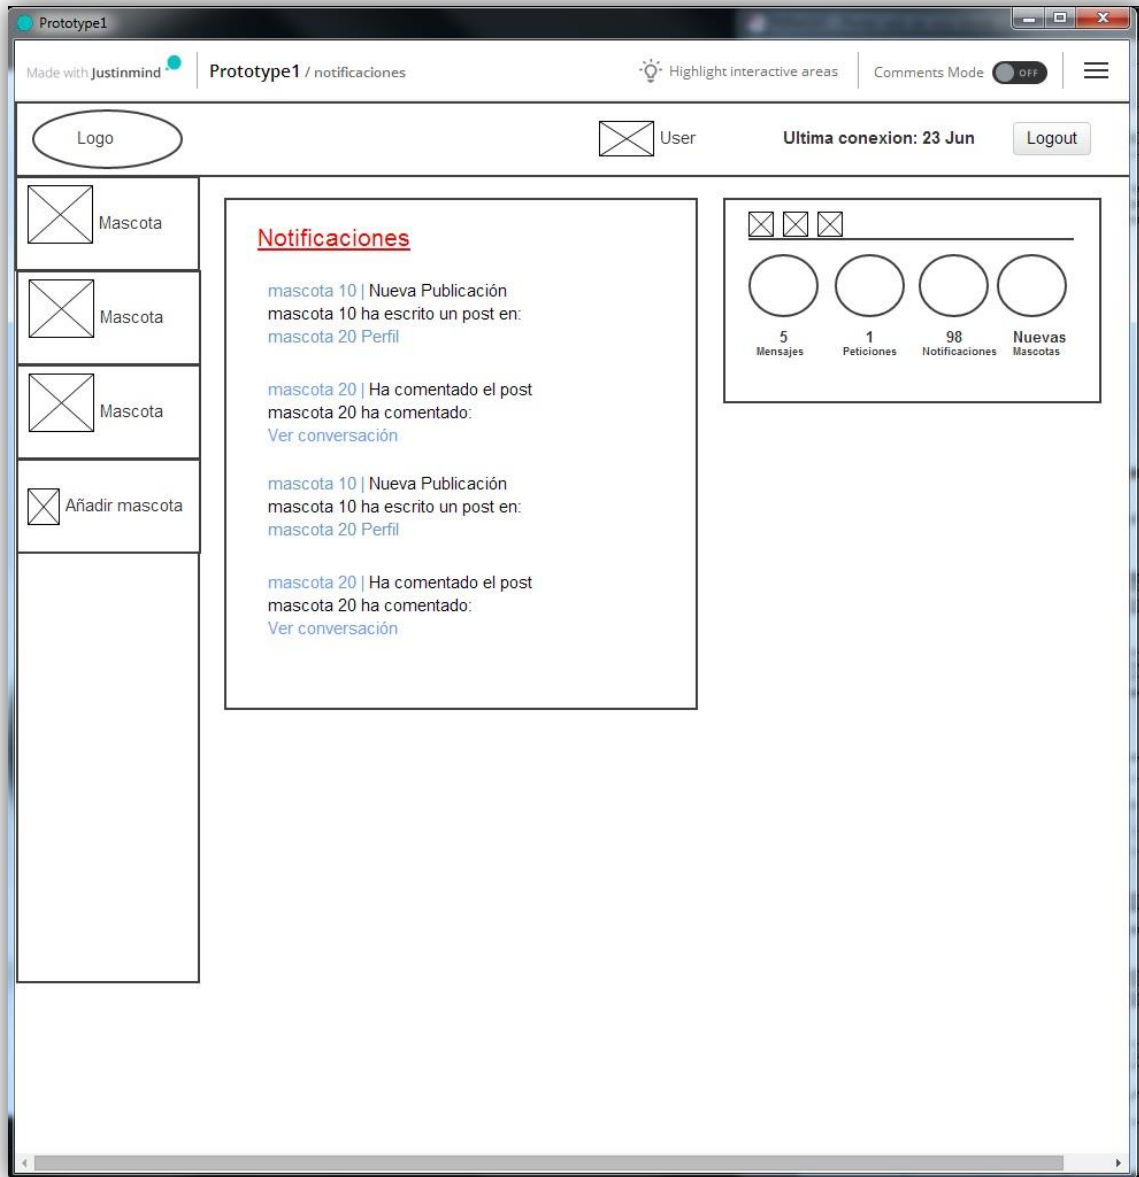 Prototype1
Made with Justinmind
Prototype1 / notificaciones
Highlight interactive areas
Comments Mode
OFF
Logo
User
Ultima conexion: 23 Jun
Logout
Mascota
Mascota
Mascota
Añadir mascota
Notificaciones
mascota 10 | Nueva Publicación
mascota 10 ha escrito un post en:
mascota 20 Perfil
mascota 20 | Ha comentado el post
mascota 20 ha comentado:
Ver conversación
mascota 10 | Nueva Publicación
mascota 10 ha escrito un post en:
mascota 20 Perfil
mascota 20 | Ha comentado el post
mascota 20 ha comentado:
Ver conversación
5
Mensajes
1
Peticiones
98
Notificaciones
Nuevas
Mascotas